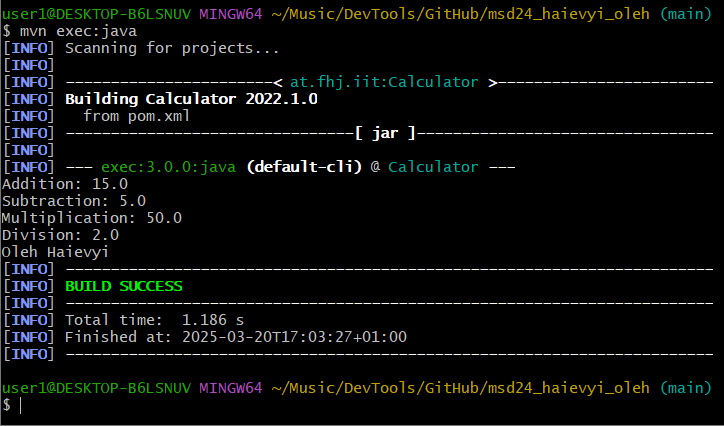 user1@DESKTOP-B6LSNUV MINGW64 ~/Music/DevTools/GitHub/msd24_haievyi_oleh (main)
$ mvn exec:java
[INFO] Scanning for projects...
[INFO]
[INFO] -----------------------< at.fhj.iit:Calculator >------------------------
[INFO] Building Calculator 2022.1.0
[INFO]   from pom.xml
[INFO] --------------------------------[ jar ]---------------------------------
[INFO]
[INFO] --- exec:3.0.0:java (default-cli) @ Calculator ---
Addition: 15.0
Subtraction: 5.0
Multiplication: 50.0
Division: 2.0
Oleh Haievyi
[INFO] ------------------------------------------------------------------------
[INFO] BUILD SUCCESS
[INFO] ------------------------------------------------------------------------
[INFO] Total time:  1.186 s
[INFO] Finished at: 2025-03-20T17:03:27+01:00
[INFO] ------------------------------------------------------------------------
user1@DESKTOP-B6LSNUV MINGW64 ~/Music/DevTools/GitHub/msd24_haievyi_oleh (main)
$